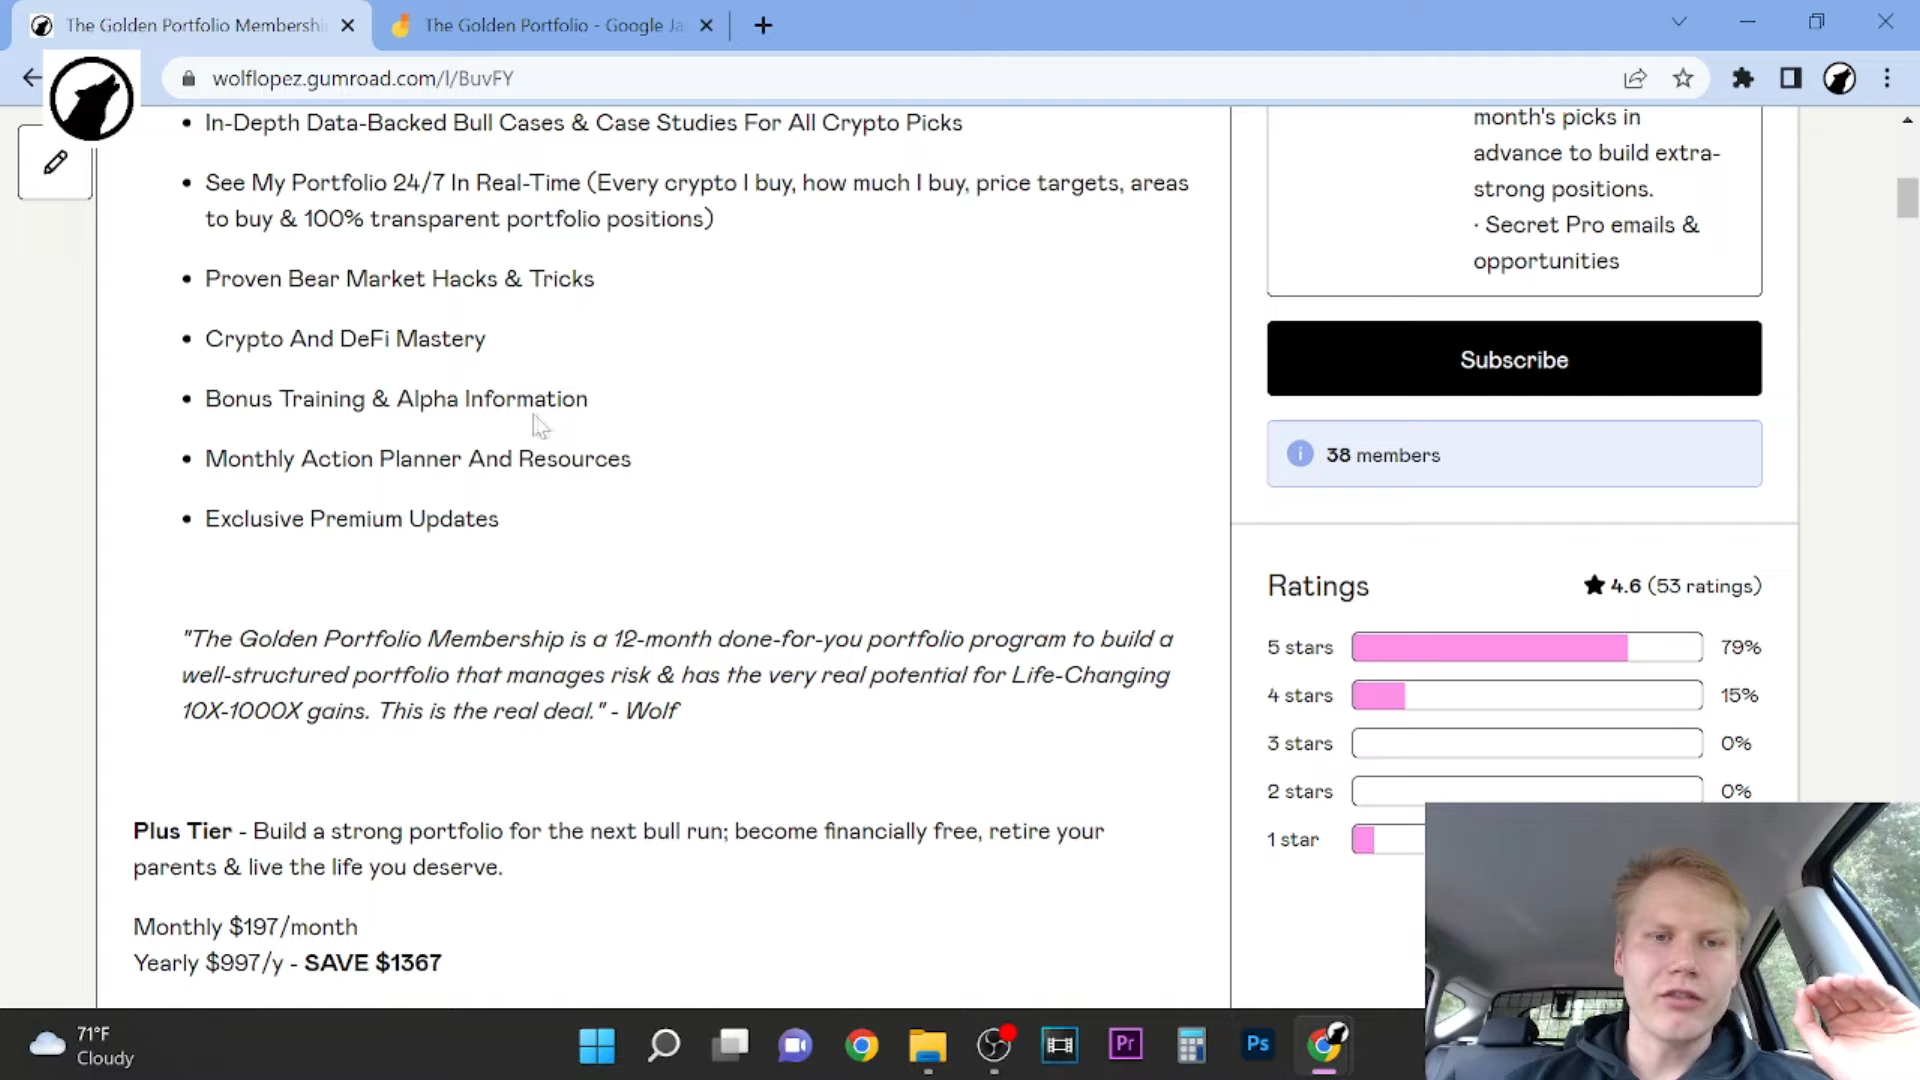 The Golden Portfolio Membershi
The Golden Portfolio - Google Ja
wolflopez.gumroad.com/l/BuvFY
• In-Depth Data-Backed Bull Cases & Case Studies For All Crypto Picks
• See My Portfolio 24/7 In Real-Time (Every crypto I buy, how much I buy, price targets, areas
to buy & 100% transparent portfolio positions)
• Proven Bear Market Hacks & Tricks
• Crypto And DeFi Mastery
• Bonus Training & Alpha Information
• Monthly Action Planner And Resources
• Exclusive Premium Updates
"The Golden Portfolio Membership is a 12-month done-for-you portfolio program to build a
well-structured portfolio that manages risk & has the very real potential for Life-Changing
10X-1000X gains. This is the real deal." - Wolf
Plus Tier - Build a strong portfolio for the next bull run; become financially free, retire your
parents & live the life you deserve.
Monthly $197/month
Yearly $997/y - SAVE $1367
month's picks in
advance to build extra-
strong positions.
· Secret Pro emails &
opportunities
Subscribe
38 members
Ratings ★ 4.6 (53 ratings)
5 stars 79%
4 stars 15%
3 stars 0%
2 stars 0%
1 star
71°F
Cloudy
Pr
Ps